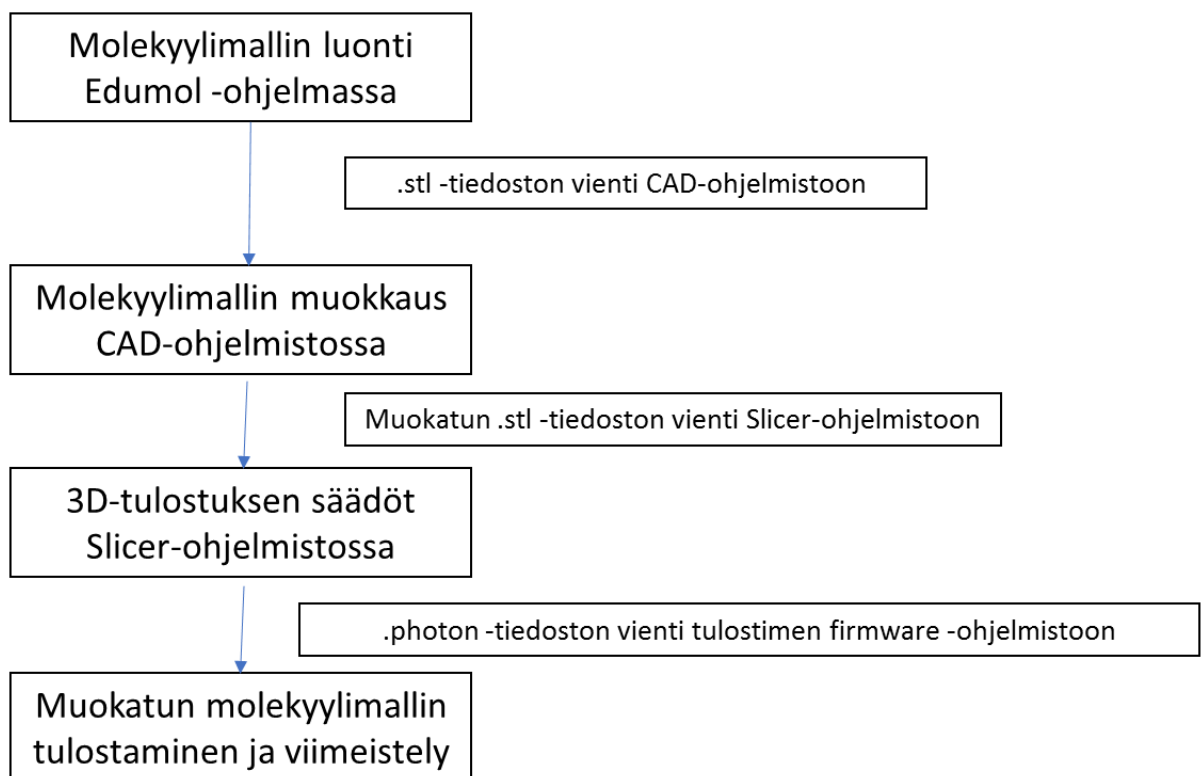 Molekyylimallin luonti
Edumol -ohjelmassa
.stl -tiedoston vienti CAD-ohjelmistoon
Molekyylimallin muokkaus
CAD-ohjelmistossa
Muokatun .stl -tiedoston vienti Slicer-ohjelmistoon
3D-tulostuksen säädöt
Slicer-ohjelmistossa
.photon -tiedoston vienti tulostimen firmware -ohjelmistoon
Muokatun molekyylimallin
tulostaminen ja viimeistely